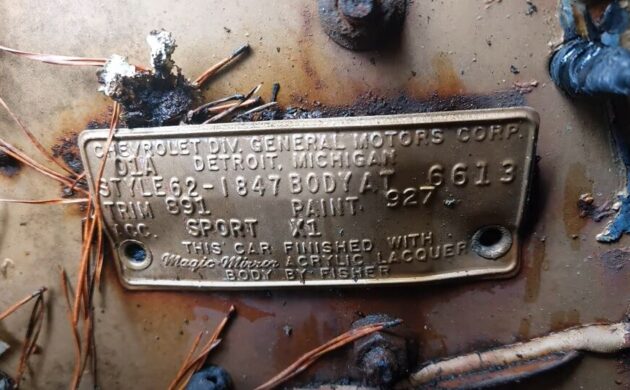 CHEVROLET DIV. GENERAL MOTORS CORP.
01A DETROIT, MICHIGAN
STYLE 62-1847 BODY AT 6613
TRIM 891 PAINT 927
ACC. SPORT X1
THIS CAR FINISHED WITH
Magic-Mirror ACRYLIC LACQUER
BODY BY FISHER